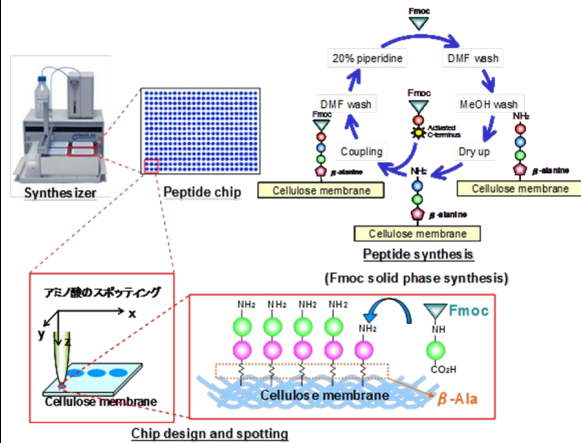 Fmoc
20% piperidine
DMF wash
DMF wash
MeOH wash
Fmoc
Fmoc
NH2
Activated
C-terminus
Coupling
Dry up
NH2
β-alanine
β-alanine
Cellulose membrane
Cellulose membrane
β-alanine
Cellulose membrane
Synthesizer
Peptide chip
Peptide synthesis
(Fmoc solid phase synthesis)
アミノ酸のスポッティング
x
y
z
Cellulose membrane
NH2 NH2 NH2 NH2
NH2
Fmoc
NH
CO2H
Cellulose membrane
β-Ala
Chip design and spotting